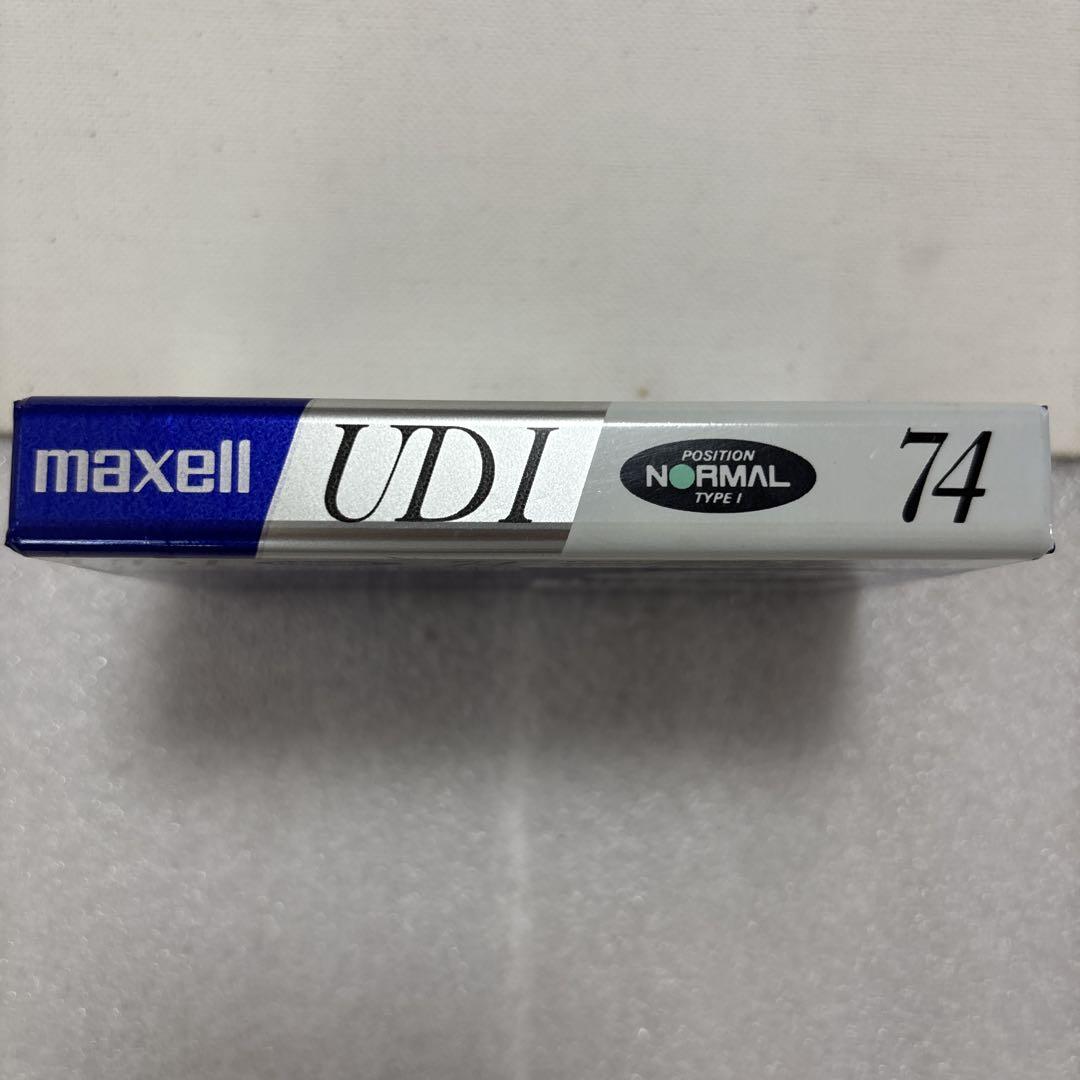 maxell
UDI
POSITION
NORMAL
TYPE I
74